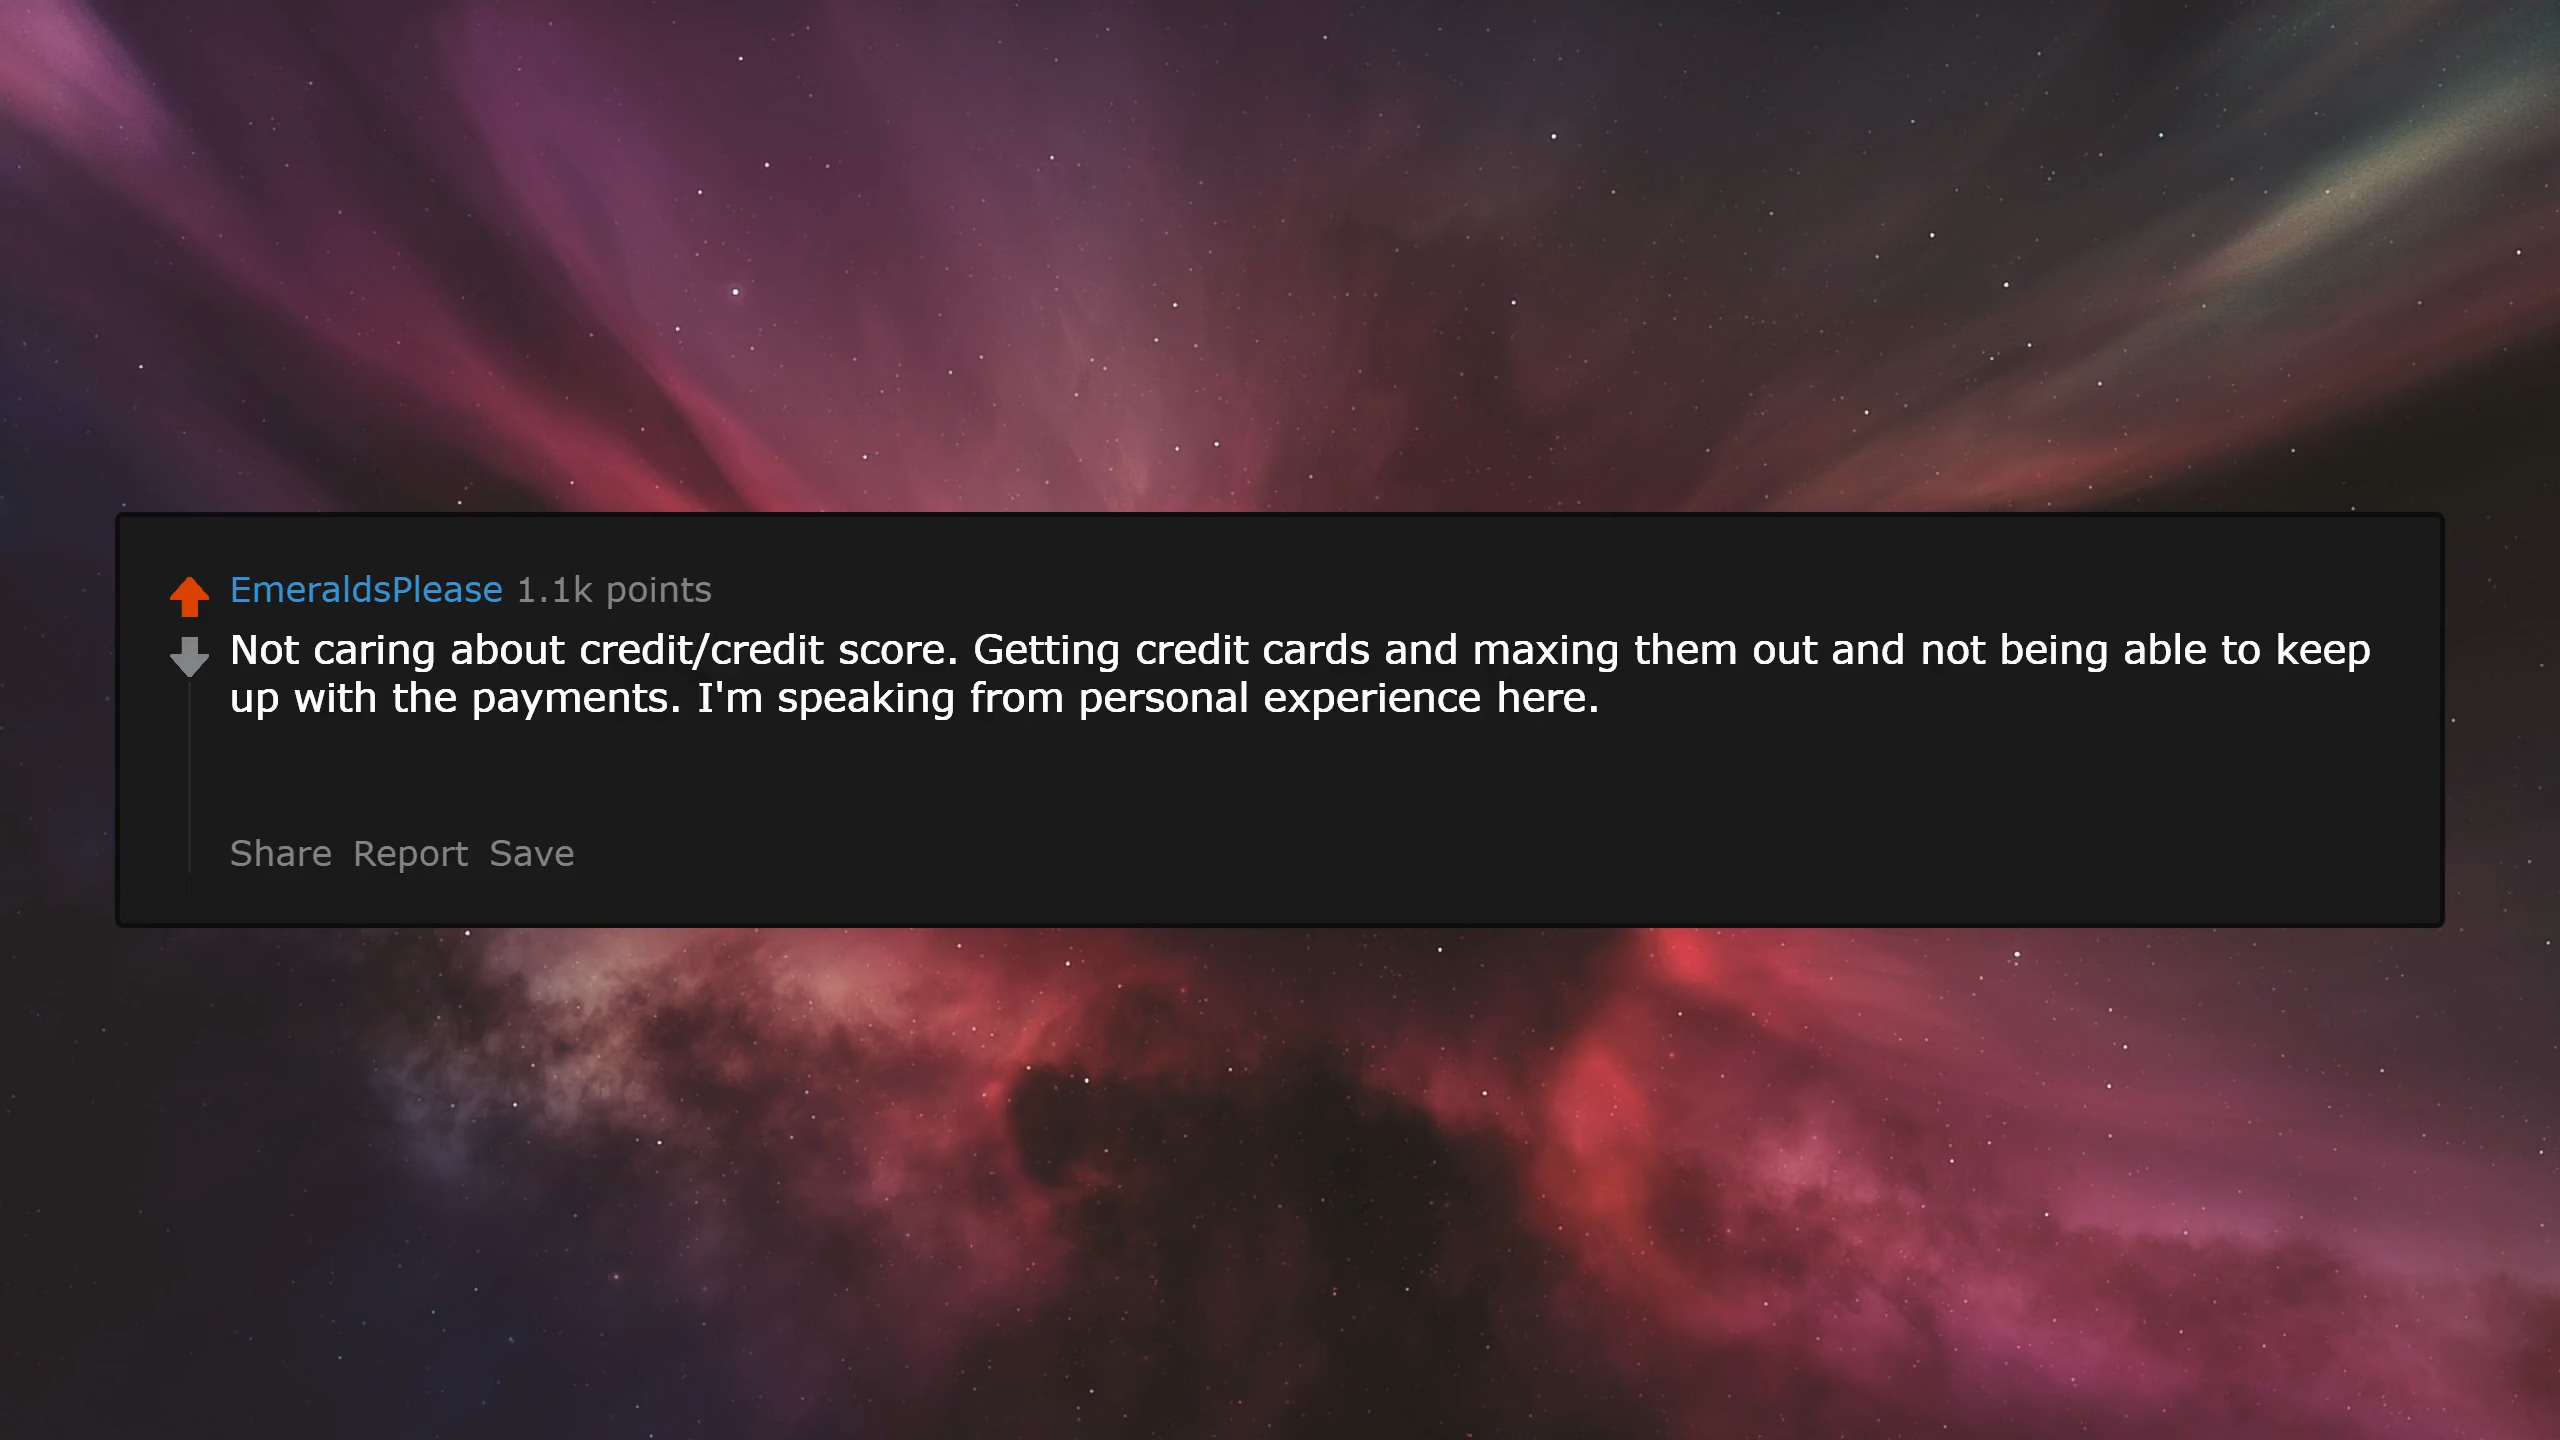 EmeraldsPlease 1.1k points
Not caring about credit/credit score. Getting credit cards and maxing them out and not being able to keep
up with the payments. I'm speaking from personal experience here.
Share Report Save